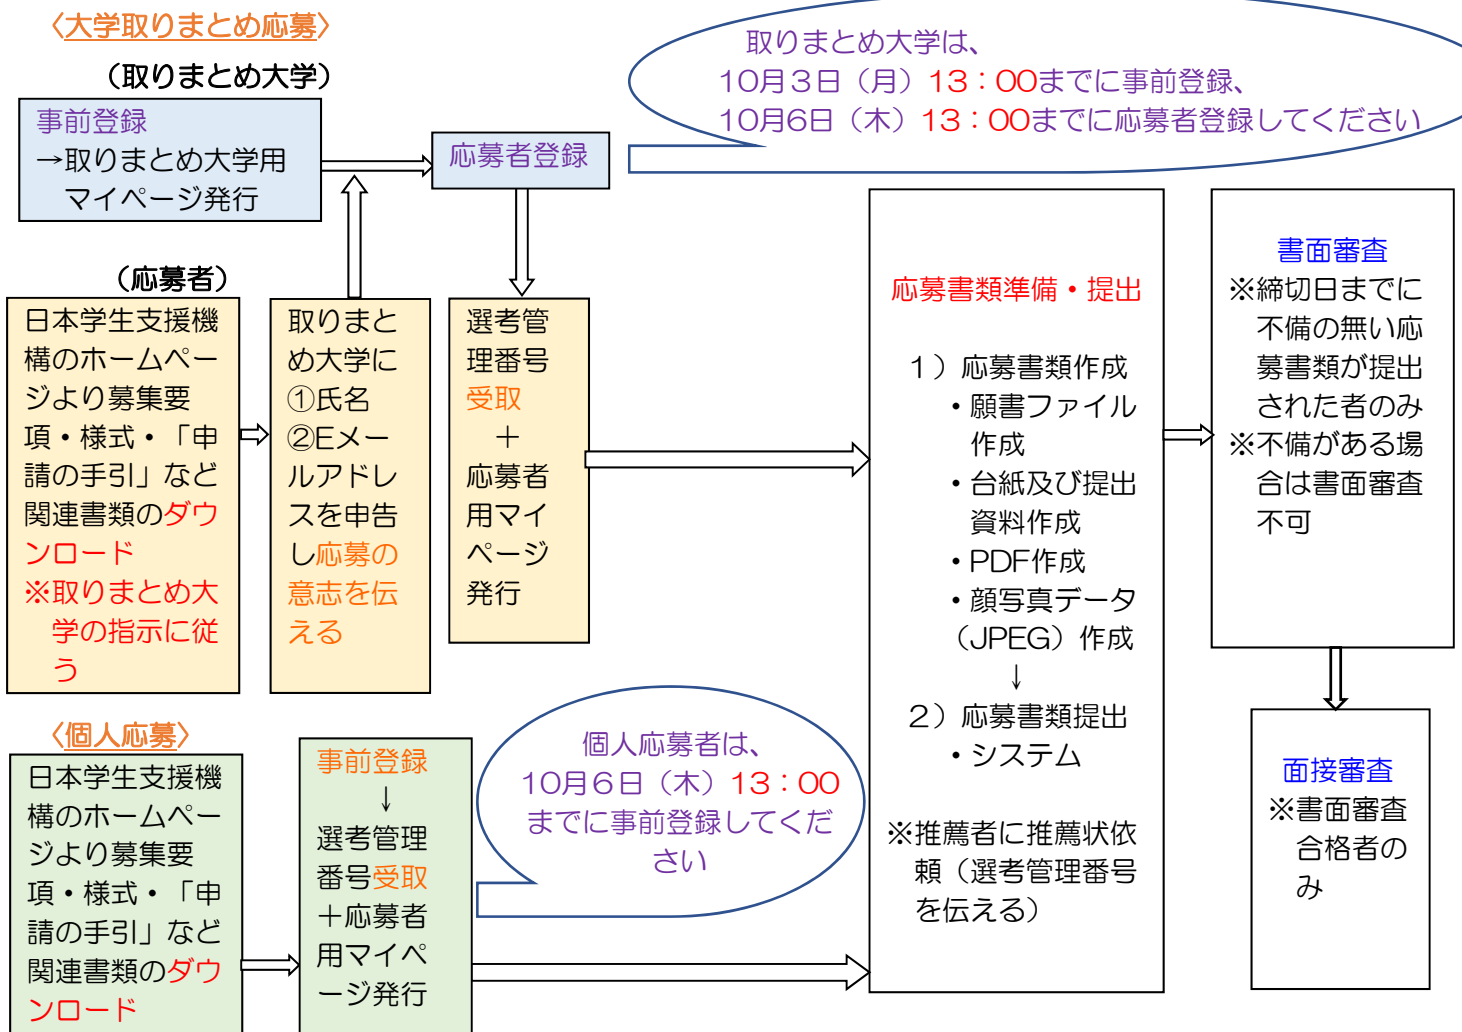 〈大学取りまとめ応募〉
（取りまとめ大学）
事前登録
→取りまとめ大学用
マイページ発行
応募者登録
取りまとめ大学は、
10月３日（月）13：00までに事前登録、
10月6日（木）13：00までに応募者登録してください
（応募者）
日本学生支援機
構のホームペー
ジより募集要
項・様式・「申
請の手引」など
関連書類のダウ
ンロード
※取りまとめ大
学の指示に従
う
取りまと
め大学に
①氏名
②Eメー
ルアドレ
スを申告
し応募の
意志を伝
える
選考管
理番号
受取
＋
応募者
用マイ
ページ
発行
応募書類準備・提出
１）応募書類作成
・願書ファイル
作成
・台紙及び提出
資料作成
・PDF作成
・顔写真データ
（JPEG）作成
↓
２）応募書類提出
・システム
※推薦者に推薦状依
頼（選考管理番号
を伝える）
書面審査
※締切日までに
不備の無い応
募書類が提出
された者のみ
※不備がある場
合は書面審査
不可
面接審査
※書面審査
合格者の
み
〈個人応募〉
日本学生支援機
構のホームペー
ジより募集要
項・様式・「申
請の手引」など
関連書類のダウ
ンロード
事前登録
↓
選考管理
番号受取
＋応募者
用マイペ
ージ発行
個人応募者は、
10月６日（木）13：00
までに事前登録してくだ
さい